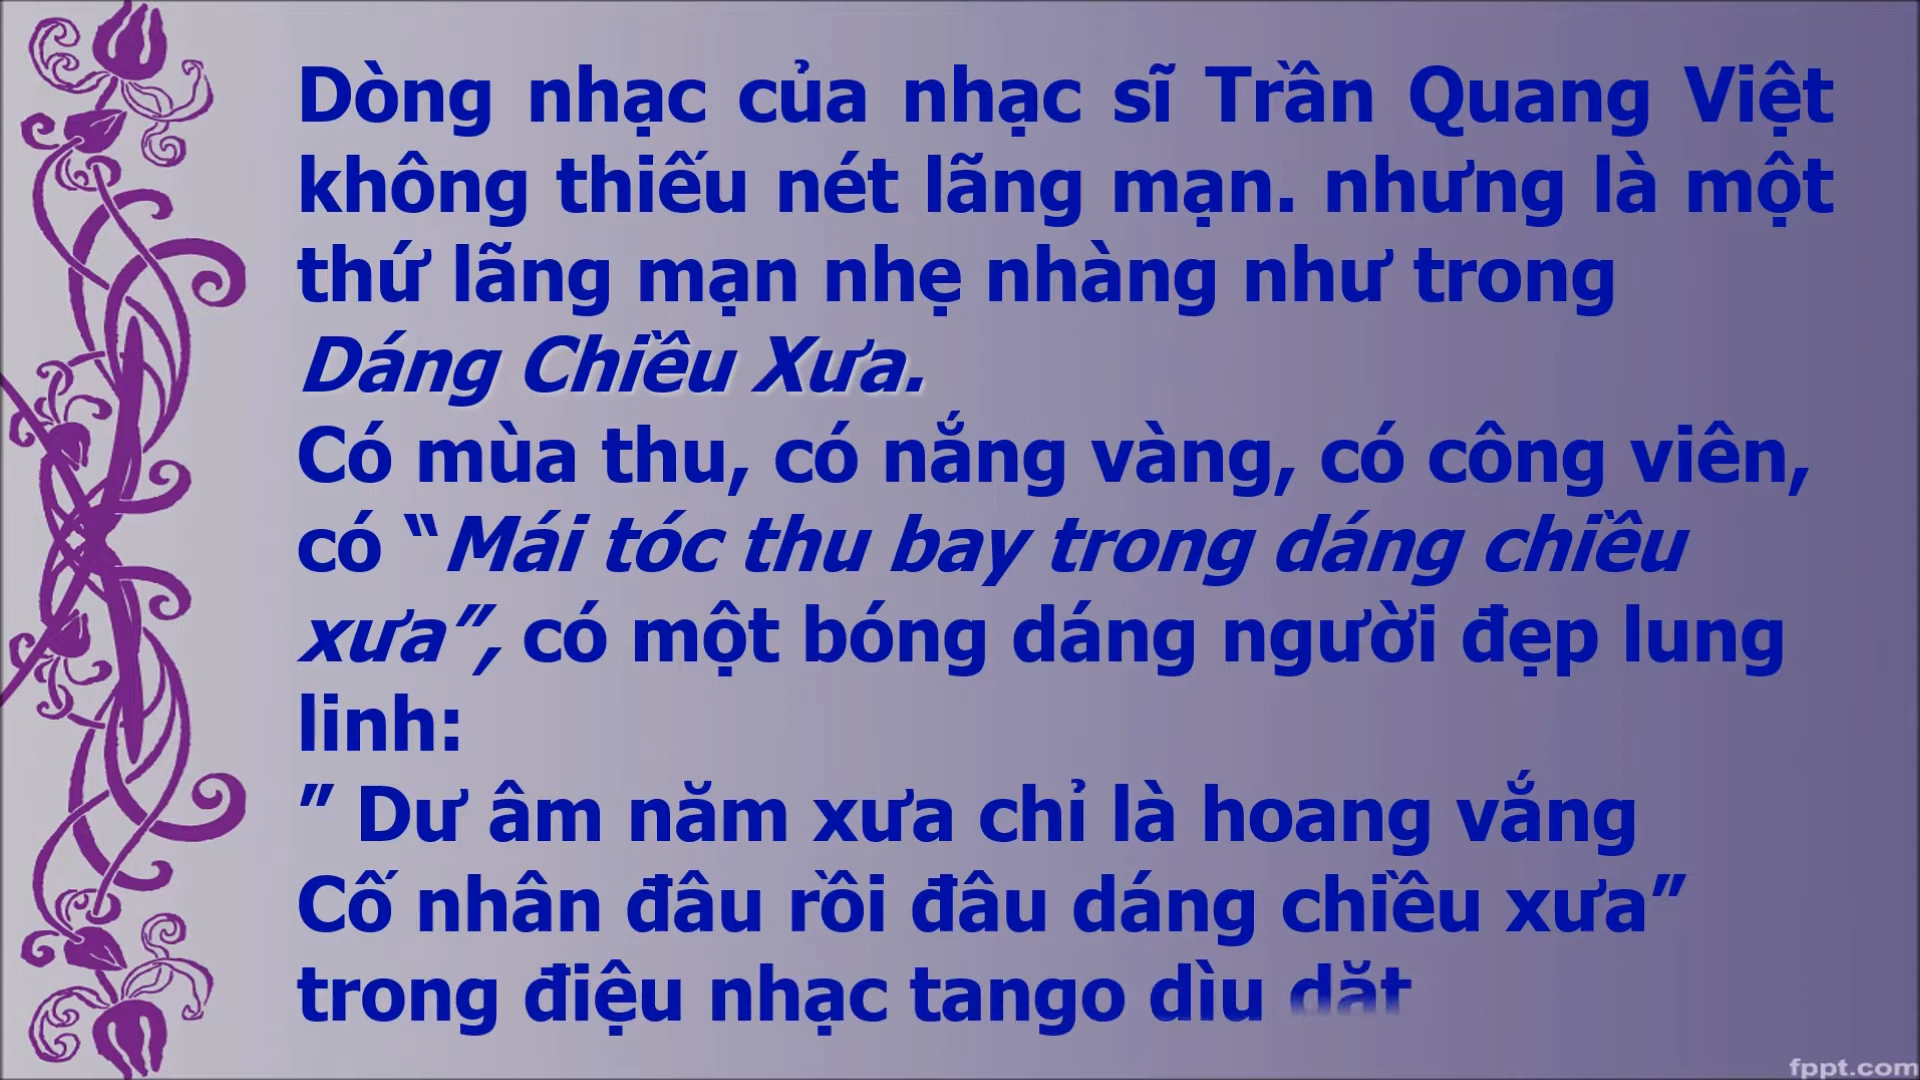 Dòng nhạc của nhạc sĩ Trần Quang Việt
không thiếu nét lãng mạn. nhưng là một
thứ lãng mạn nhẹ nhàng như trong
Dáng Chiều Xưa.
Có mùa thu, có nắng vàng, có công viên,
có “Mái tóc thu bay trong dáng chiều
xưa”, có một bóng dáng người đẹp lung
linh:
” Dư âm năm xưa chỉ là hoang vắng
Cố nhân đâu rồi đâu dáng chiều xưa”
trong điệu nhạc tango dìu dặt
fppt.com